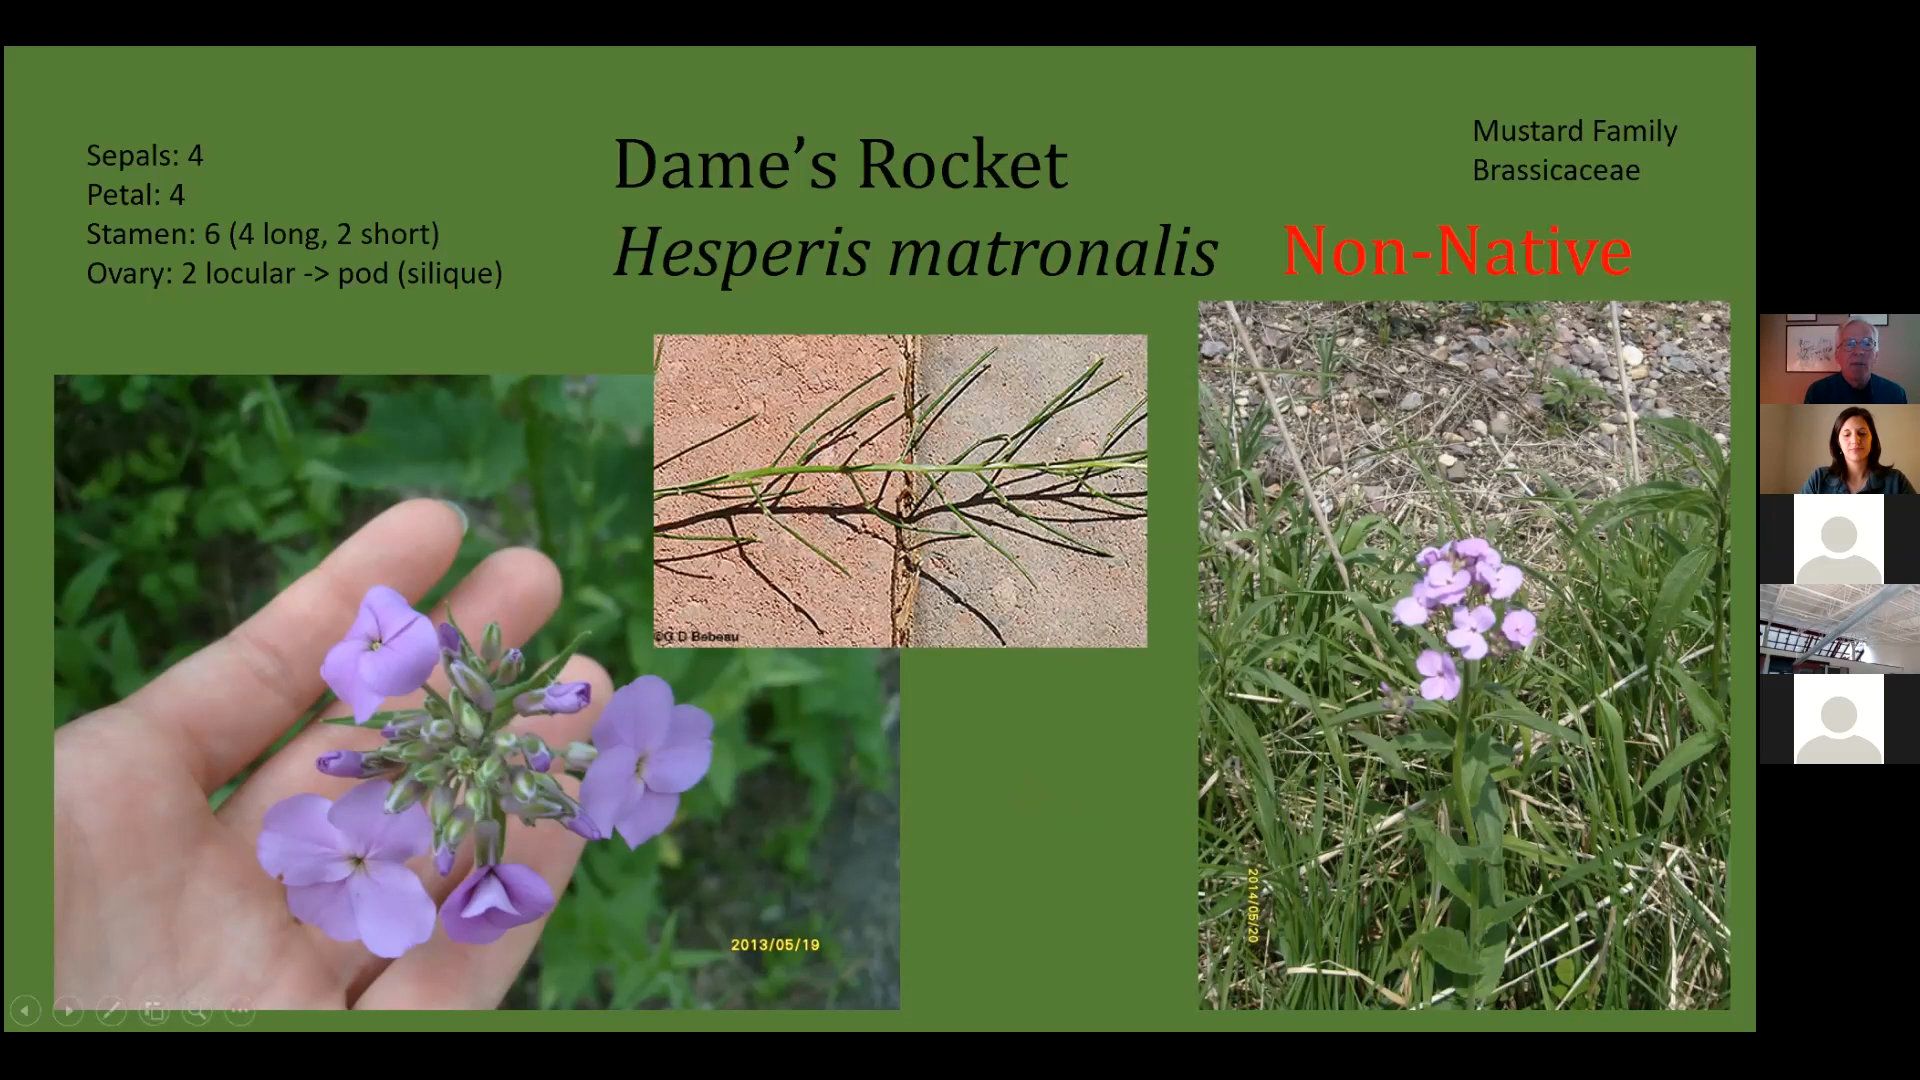 Sepals: 4
Petal: 4
Stamen: 6 (4 long, 2 short)
Ovary: 2 locular -> pod (silique)
Dame’s Rocket
Hesperis matronalis
Non-Native
Mustard Family
Brassicaceae
©G D Bebeau
2013/05/19
2014/05/20